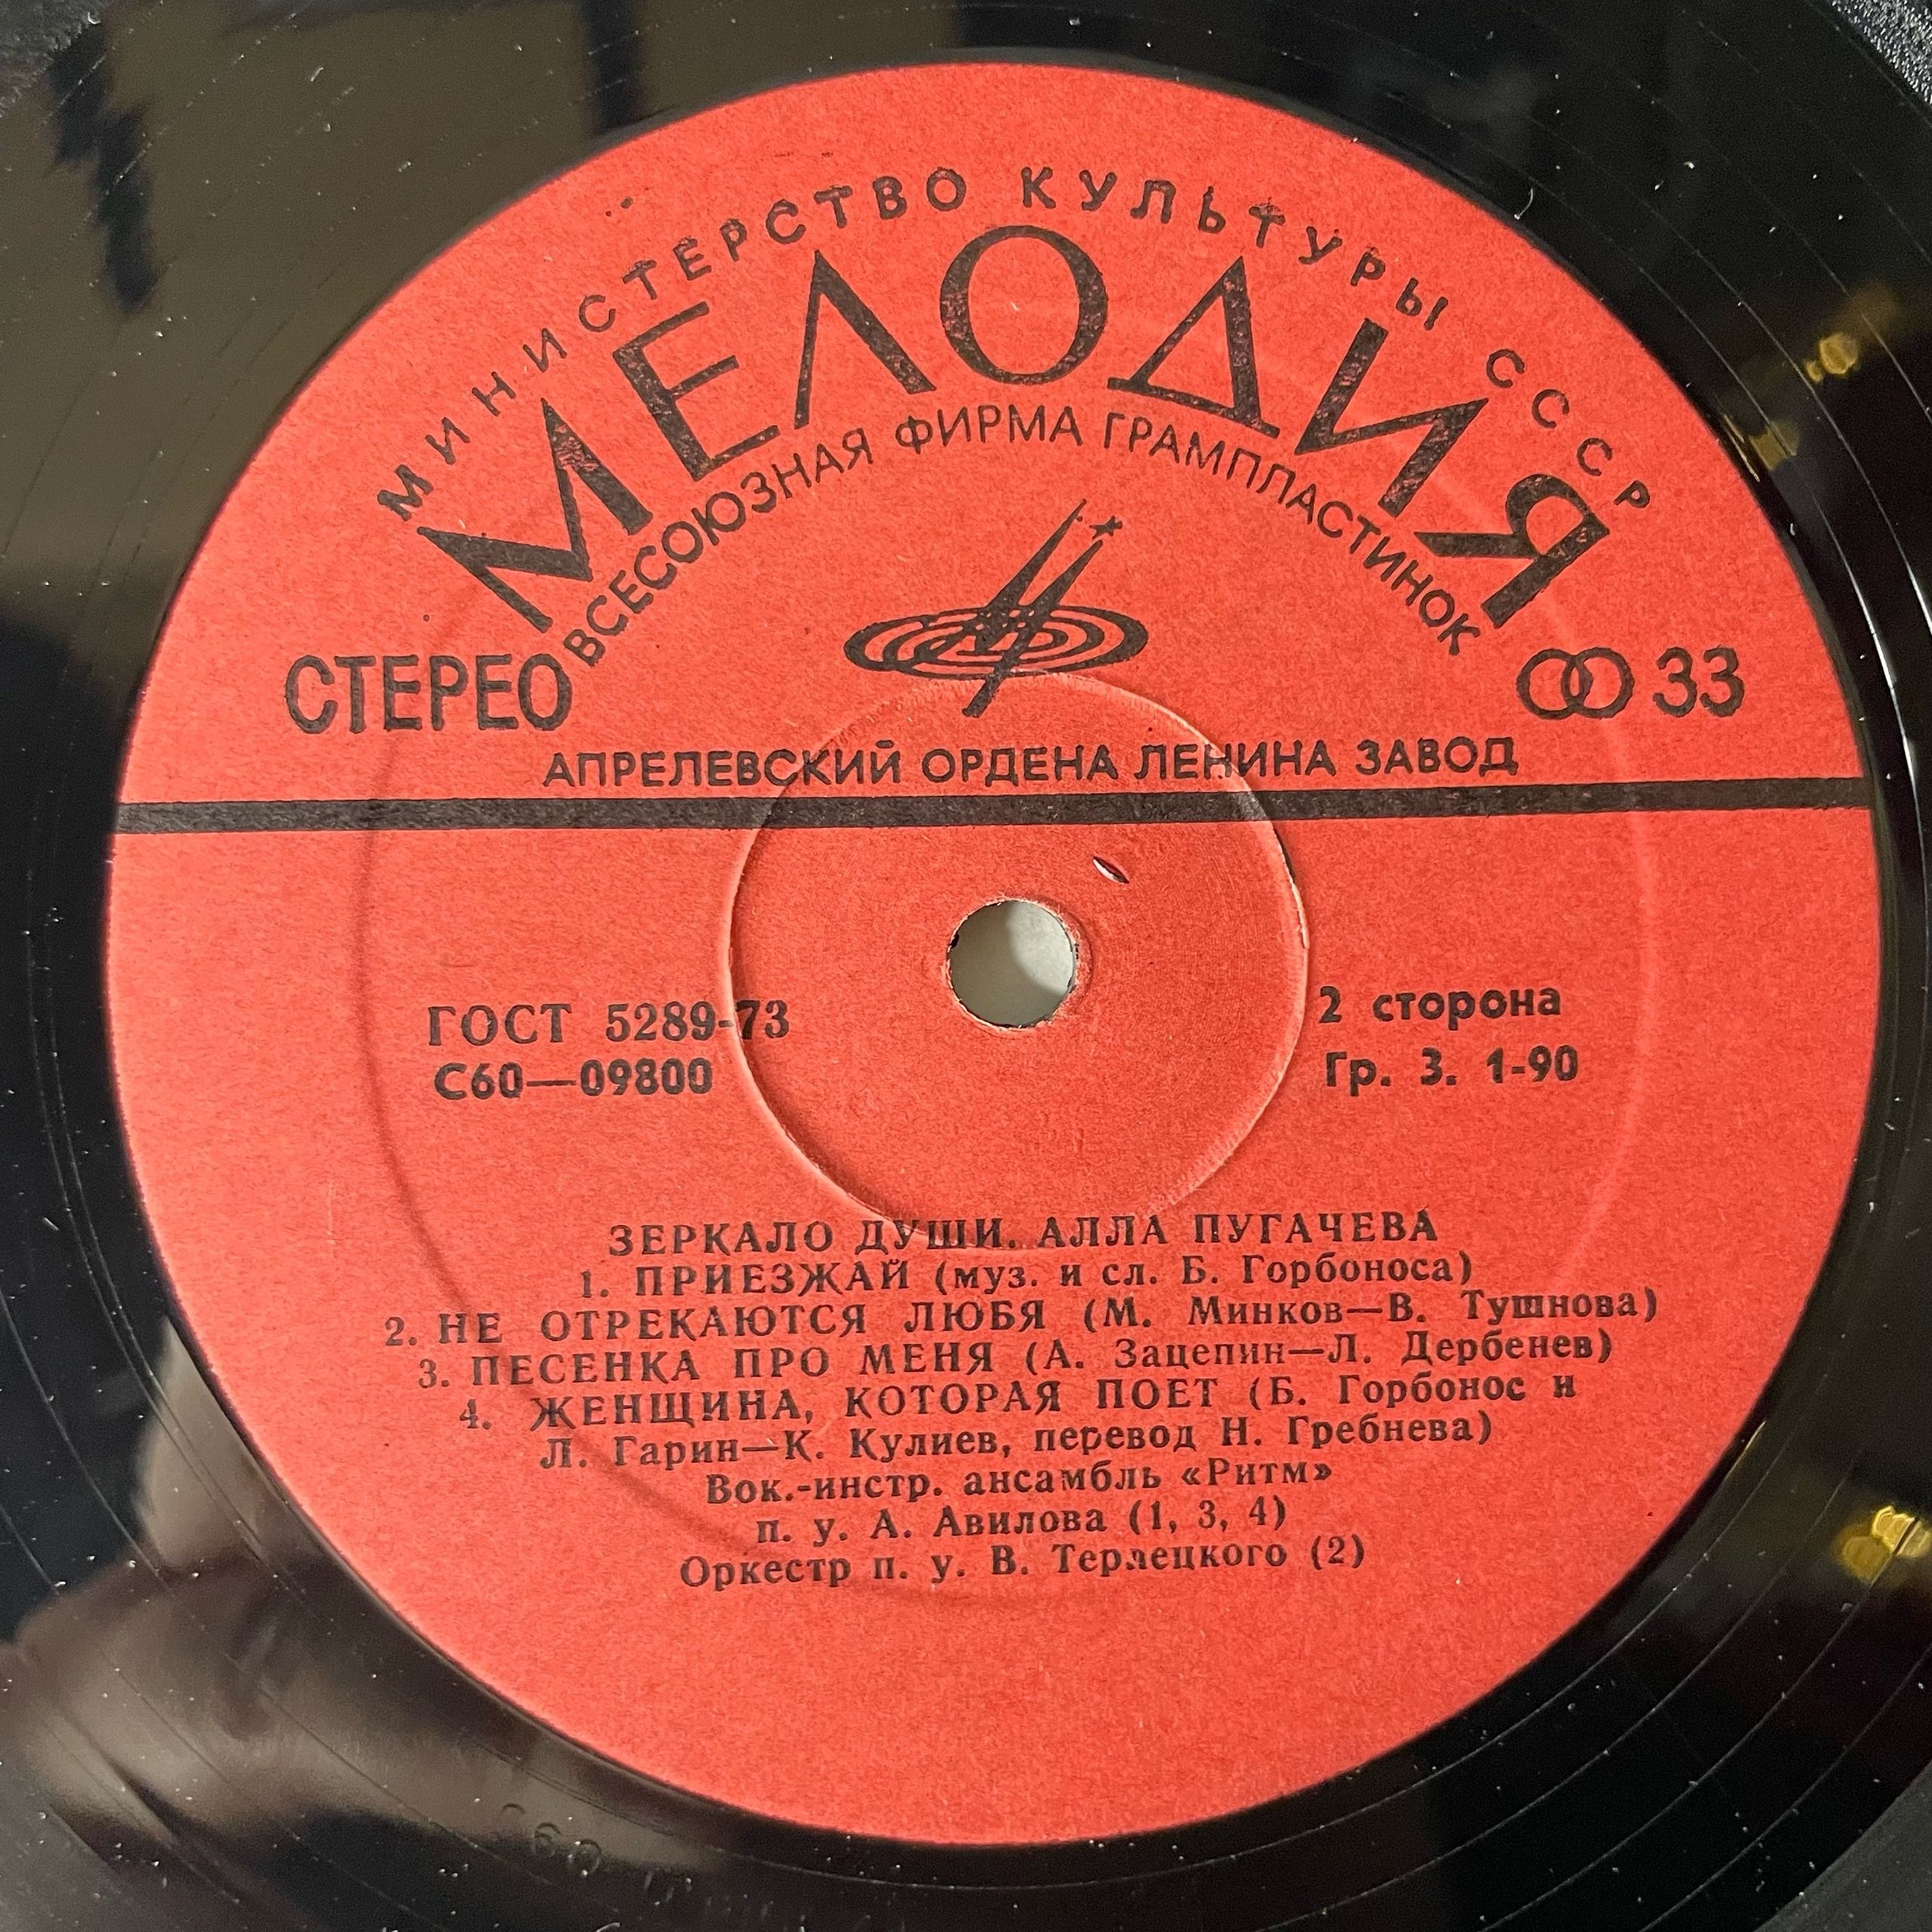 МИНИСТЕРСТВО КУЛЬТУРЫ СССР
МЕЛОДИЯ
ВСЕСОЮЗНАЯ ФИРМА ГРАМПЛАСТИНОК
СТЕРЕО
33
АПРЕЛЕВСКИЙ ОРДЕНА ЛЕНИНА ЗАВОД
ГОСТ 5289-73
С60—09800
2 сторона
Гр. 3. 1-90
ЗЕРКАЛО ДУШИ. АЛЛА ПУГАЧЕВА
1. ПРИЕЗЖАЙ (муз. и сл. Б. Горбоноса)
2. НЕ ОТРЕКАЮТСЯ ЛЮБЯ (М. Минков—В. Тушнова)
3. ПЕСЕНКА ПРО МЕНЯ (А. Зацепин—Л. Дербенев)
4. ЖЕНЩИНА, КОТОРАЯ ПОЕТ (Б. Горбонос и
Л. Гарин—К. Кулиев, перевод Н. Гребнева)
Вок.-инстр. ансамбль «Ритм»
п. у. А. Авилова (1, 3, 4)
Оркестр п. у. В. Терлецкого (2)